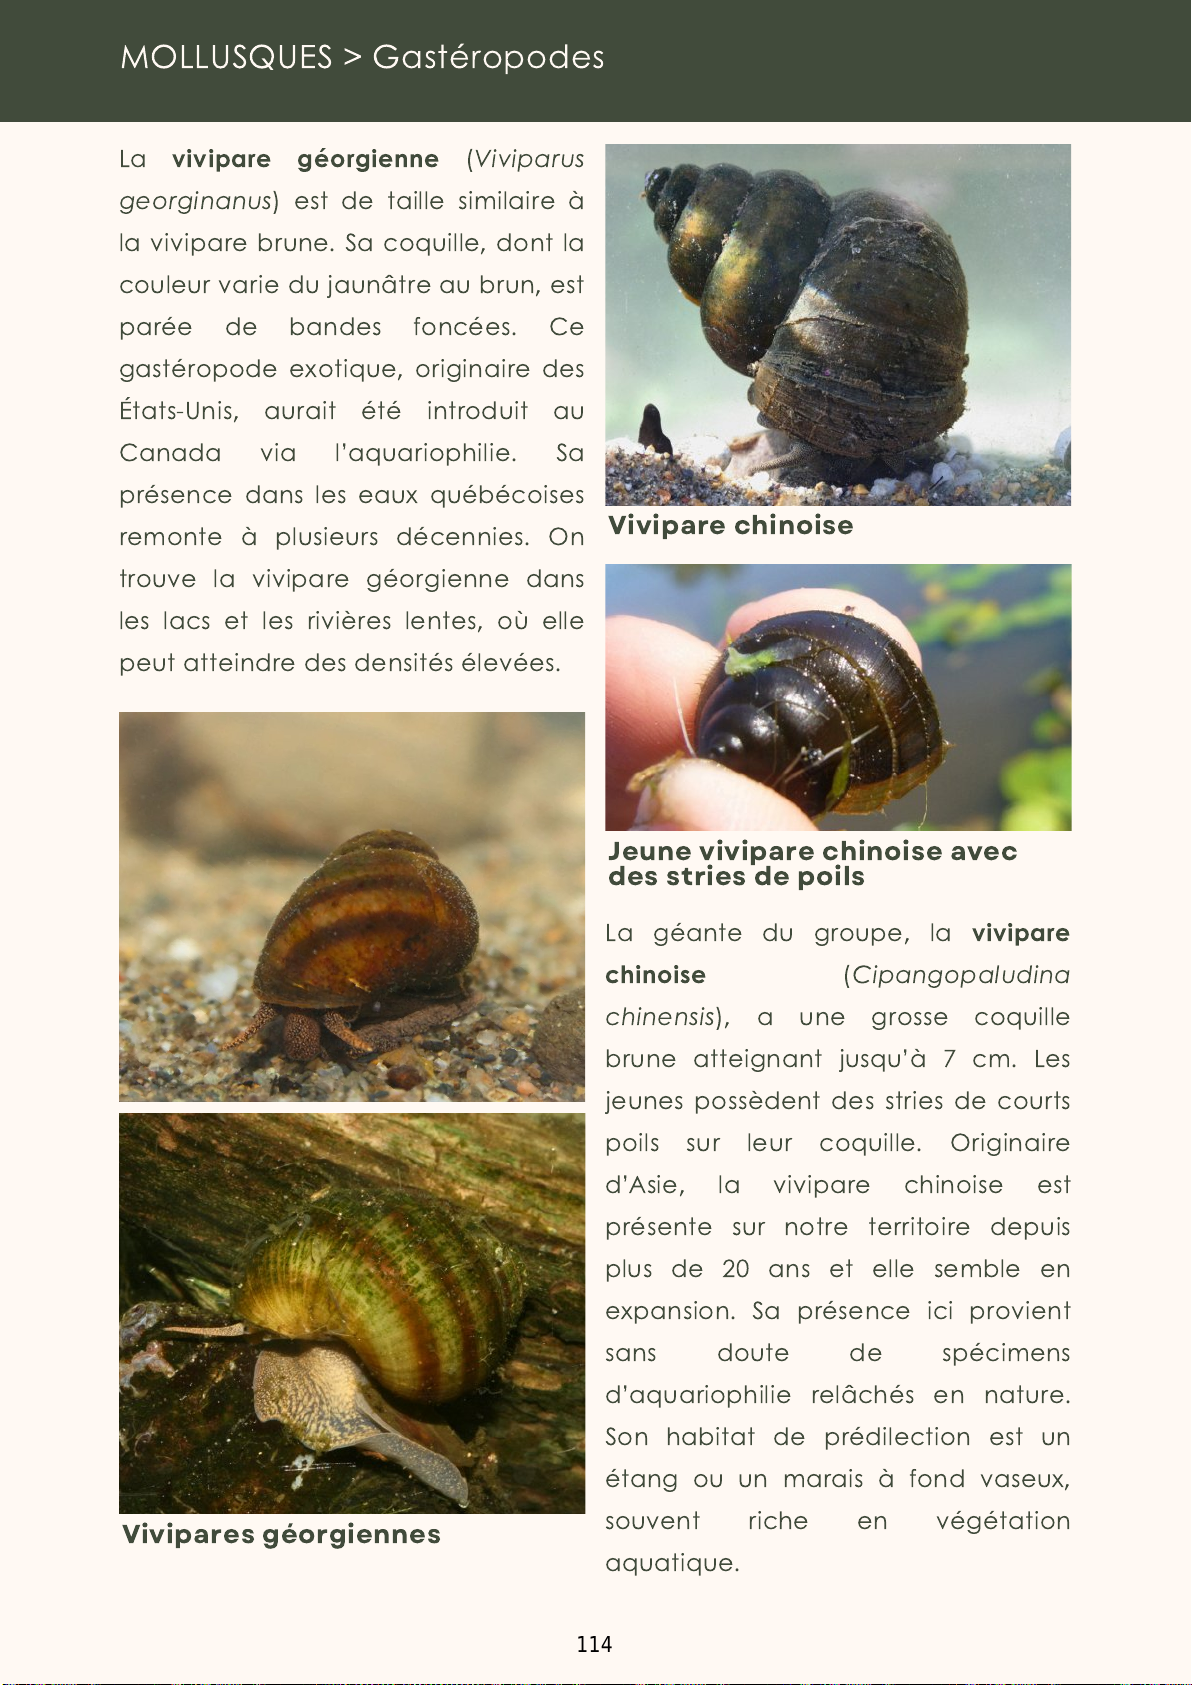 MOLLUSQUES > Gastéropodes
La vivipare géorgienne (Viviparus
georginanus) est de taille similaire à
la vivipare brune. Sa coquille, dont la
couleur varie du jaunâtre au brun, est
parée de bandes foncées. Ce
gastéropode exotique, originaire des
États-Unis, aurait été introduit au
Canada via l'aquariophilie. Sa
présence dans les eaux québécoises
remonte à plusieurs décennies. On
trouve la vivipare géorgienne dans
les lacs et les rivières lentes, où elle
peut atteindre des densités élevées.
Vivipares géorgiennes
Vivipare chinoise
Jeune vivipare chinoise avec
des stries de poils
La géante du groupe, la vivipare
chinoise (Cipangopaludina
chinensis), a une grosse coquille
brune atteignant jusqu'à 7 cm. Les
jeunes possèdent des stries de courts
poils sur leur coquille. Originaire
d'Asie, la vivipare chinoise est
présente sur notre territoire depuis
plus de 20 ans et elle semble en
expansion. Sa présence ici provient
sans doute de spécimens
d'aquariophilie relâchés en nature.
Son habitat de prédilection est un
étang ou un marais à fond vaseux,
souvent riche en végétation
aquatique.
114